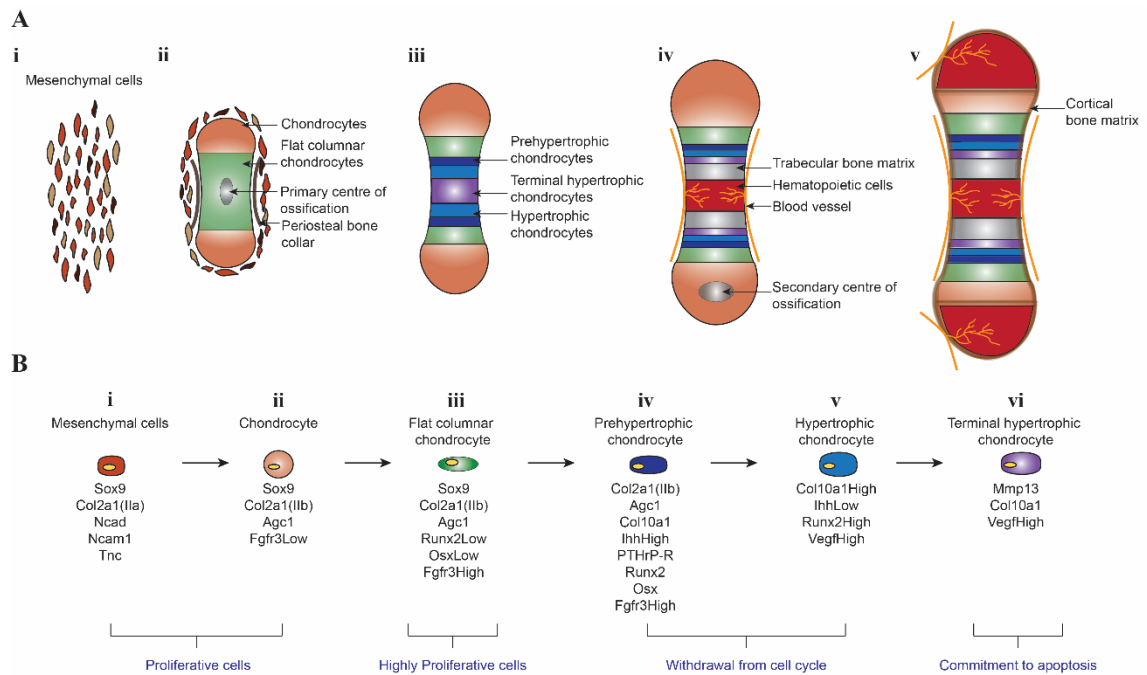 A
i
Mesenchymal cells
ii
Chondrocytes
Flat columnar
chondrocytes
Primary centre of
ossification
Periosteal bone
collar
iii
Prehypertrophic
chondrocytes
Terminal hypertrophic
chondrocytes
Hypertrophic
chondrocytes
iv
Trabecular bone matrix
Hematopoietic cells
Blood vessel
Secondary centre of
ossification
v
Cortical
bone matrix
B
i
Mesenchymal cells
Sox9
Col2a1(IIa)
Ncad
Ncam1
Tnc
ii
Chondrocyte
Sox9
Col2a1(IIb)
Agc1
Fgfr3Low
iii
Flat columnar
chondrocyte
Sox9
Col2a1(IIb)
Agc1
Runx2Low
OsxLow
Fgfr3High
iv
Prehypertrophic
chondrocyte
Col2a1(IIb)
Agc1
Col10a1
IhhHigh
PTHrP-R
Runx2
Osx
Fgfr3High
v
Hypertrophic
chondrocyte
Col10a1High
IhhLow
Runx2High
VegfHigh
vi
Terminal hypertrophic
chondrocyte
Mmp13
Col10a1
VegfHigh
Proliferative cells
Highly Proliferative cells
Withdrawal from cell cycle
Commitment to apoptosis